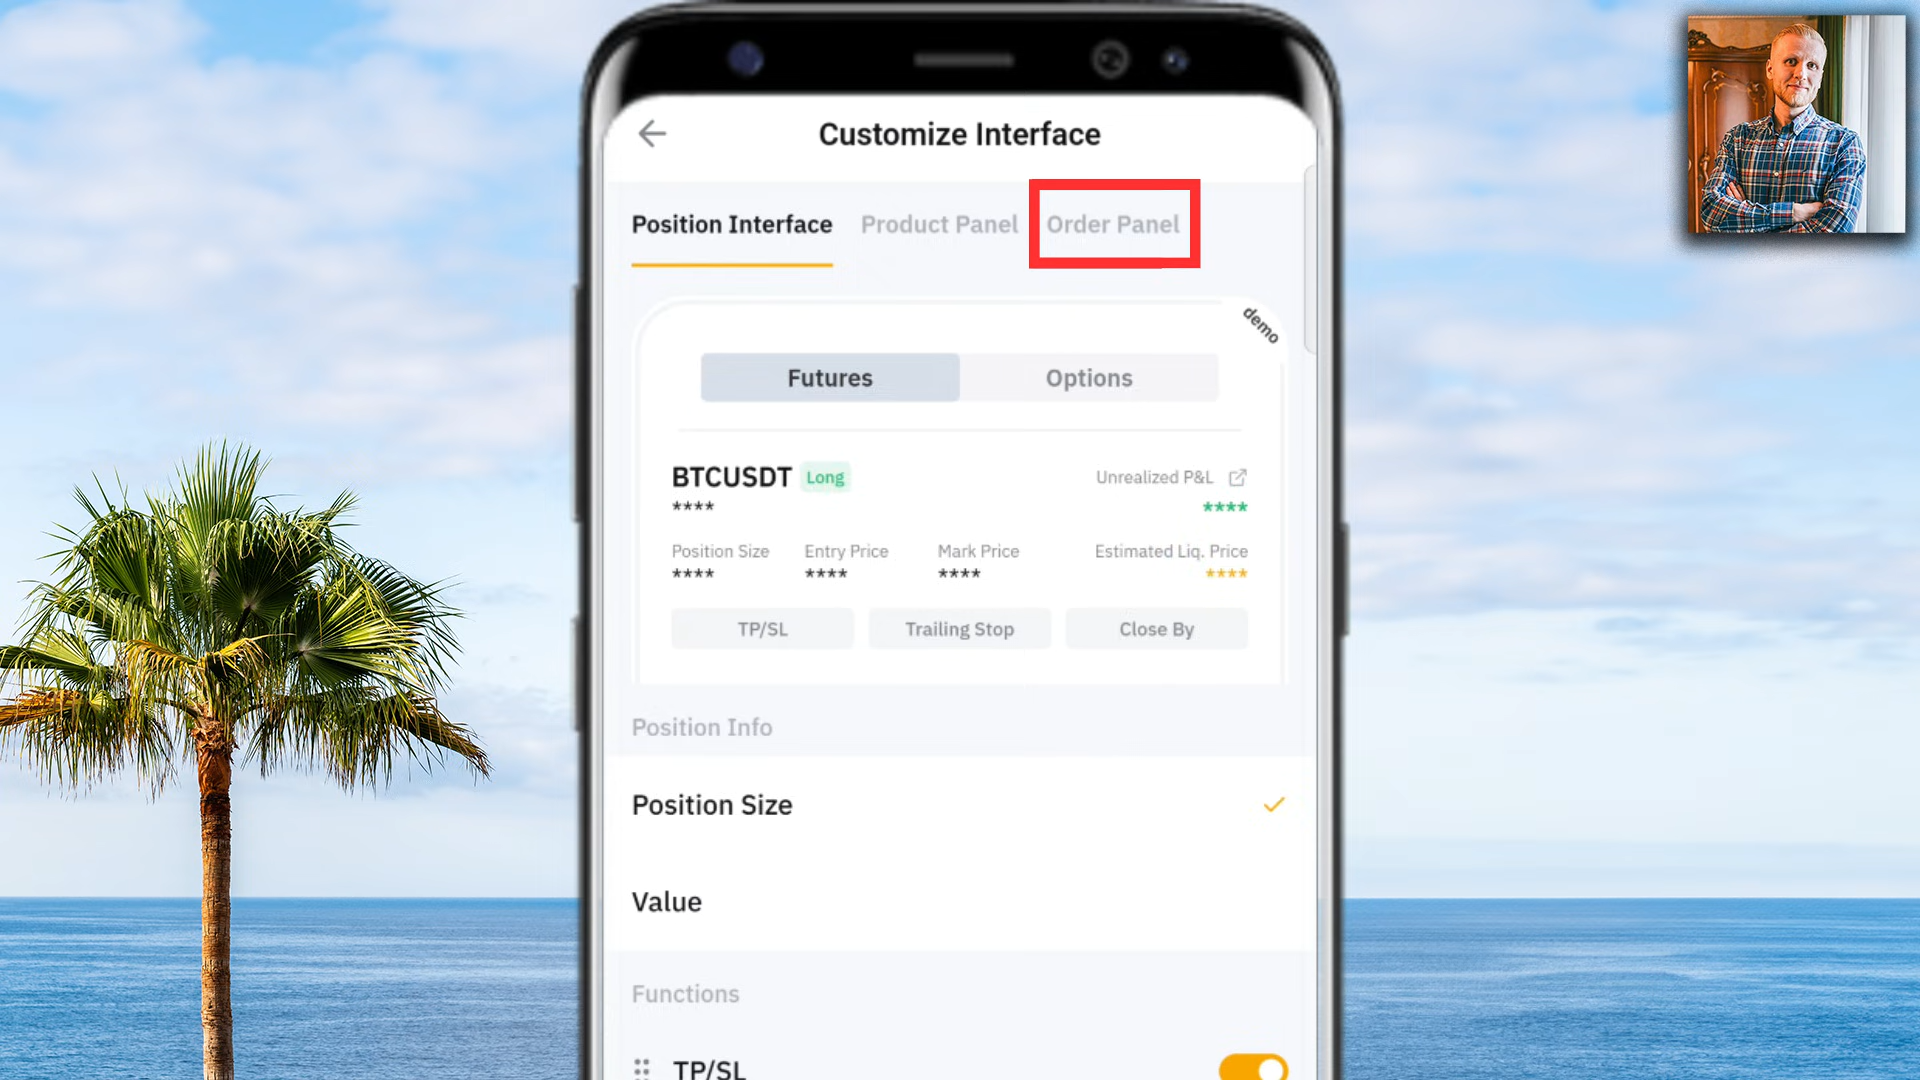 Customize Interface
Position Interface Product Panel Order Panel
demo
Futures Options
BTCUSDT Long Unrealized P&L
**** ****
Position Size Entry Price Mark Price Estimated Liq. Price
**** **** **** ****
TP/SL Trailing Stop Close By
Position Info
Position Size
Value
Functions
TP/SL